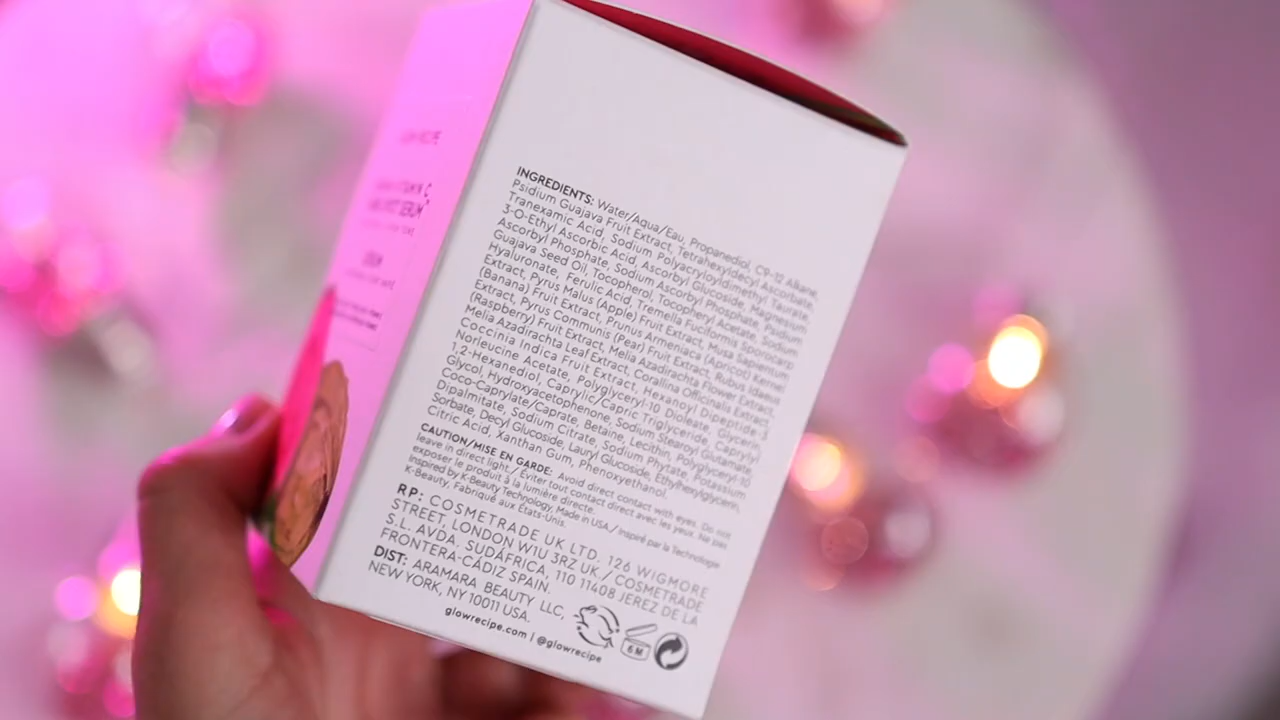 INGREDIENTS: Water/Aqua/Eau, Propanediol, C9-12 Alkane,
Psidium Guajava Fruit Extract, Tetrahexyldecyl Ascorbate,
Tranexamic Acid, Sodium Polyacryloyldimethyl Taurate,
3-O-Ethyl Ascorbic Acid, Ascorbyl Glucoside, Magnesium
Ascorbyl Phosphate, Sodium Ascorbyl Phosphate, Psidium
Guajava Seed Oil, Tocopherol, Tocopheryl Acetate, Sodium
Hyaluronate, Ferulic Acid, Tremella Fuciformis Sporocarp
Extract, Pyrus Malus (Apple) Fruit Extract, Musa Sapientum
(Banana) Fruit Extract, Prunus Armeniaca (Apricot) Kernel
Extract, Pyrus Communis (Pear) Fruit Extract, Rubus Idaeus
(Raspberry) Fruit Extract, Melia Azadirachta Flower Extract,
Melia Azadirachta Leaf Extract, Corallina Officinalis Extract,
Coccinia Indica Fruit Extract, Hexanoyl Dipeptide-3
Norleucine Acetate, Polyglyceryl-10 Dioleate, Glycerin,
1,2-Hexanediol, Caprylic/Capric Triglyceride, Caprylyl
Glycol, Hydroxyacetophenone, Sodium Stearoyl Glutamate,
Coco-Caprylate/Caprate, Betaine, Lecithin, Polyglyceryl-10
Dipalmitate, Sodium Citrate, Sodium Phytate, Potassium
Sorbate, Decyl Glucoside, Lauryl Glucoside, Ethylhexylglycerin,
Citric Acid, Xanthan Gum, Phenoxyethanol.
CAUTION/MISE EN GARDE: Avoid direct contact with eyes. Do not
leave in direct light./ Éviter tout contact direct avec les yeux. Ne pas
exposer le produit à la lumière directe.
Inspired by K-Beauty Technology. Made in USA / Inspiré par la Technologie
K-Beauty. Fabriqué aux États-Unis.
RP: COSMETRADE UK LTD. 126 WIGMORE
STREET, LONDON W1U 3RZ UK./ COSMETRADE
S.L. AVDA. SUDÁFRICA, 110 11408 JEREZ DE LA
FRONTERA-CÁDIZ SPAIN.
DIST: ARAMARA BEAUTY LLC,
NEW YORK, NY 10011 USA.
glowrecipe.com | @glowrecipe
6M